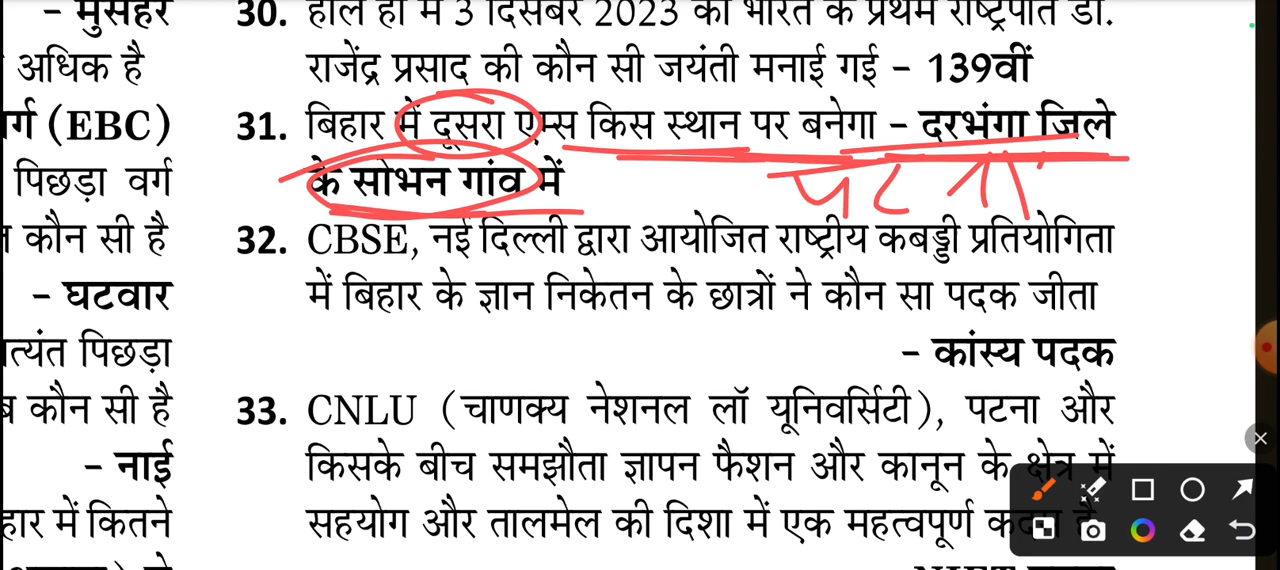 - मुसहर
अधिक है
र्ग (EBC)
पिछड़ा वर्ग
कौन सी है
- घटवार
त्यंत पिछड़ा
ब कौन सी है
- नाई
हार में कितने
30. हाल ही में 3 दिसंबर 2023 को भारत के प्रथम राष्ट्रपति डॉ.
राजेंद्र प्रसाद की कौन सी जयंती मनाई गई - 139वीं
31. बिहार में दूसरा एम्स किस स्थान पर बनेगा - दरभंगा जिले
के सोभन गांव में
32. CBSE, नई दिल्ली द्वारा आयोजित राष्ट्रीय कबड्डी प्रतियोगिता
में बिहार के ज्ञान निकेतन के छात्रों ने कौन सा पदक जीता
- कांस्य पदक
33. CNLU (चाणक्य नेशनल लॉ यूनिवर्सिटी), पटना और
किसके बीच समझौता ज्ञापन फैशन और कानून के क्षेत्र में
सहयोग और तालमेल की दिशा में एक महत्वपूर्ण कदम है